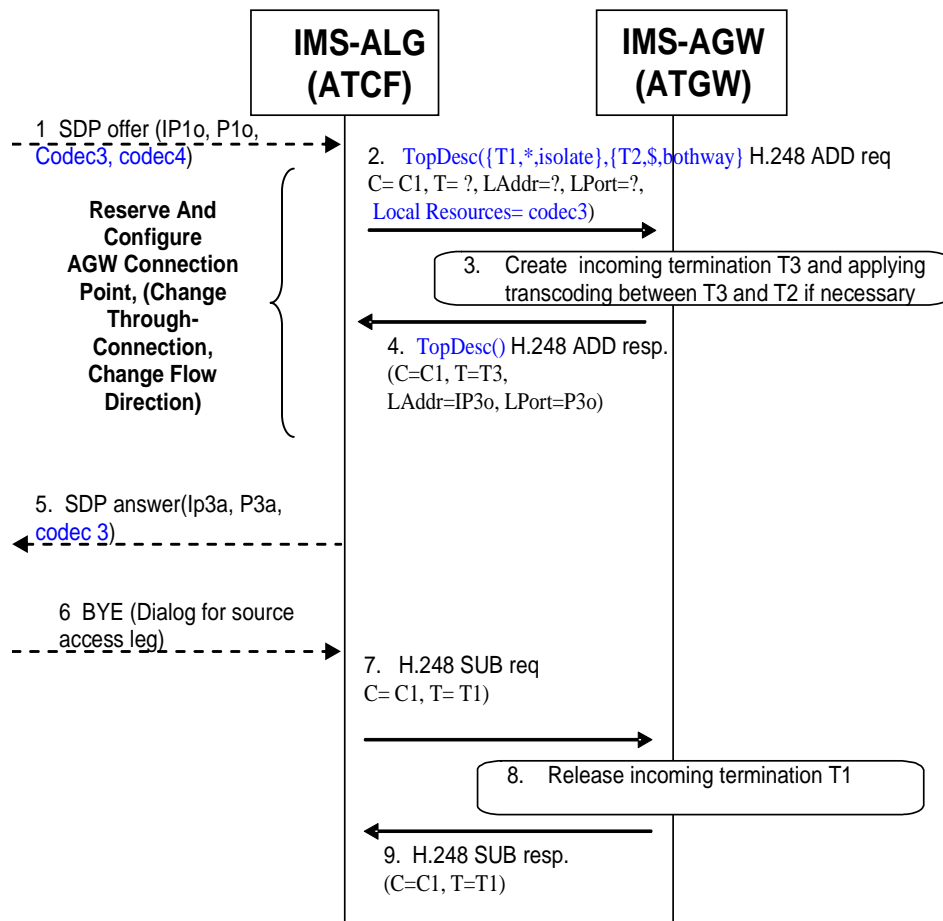 IMS-ALG
(ATCF)
IMS-AGW
(ATGW)
1 SDP offer (IP1o, P1o,
Codec3, codec4)
2. TopDesc({T1,*,isolate},{T2,$,bothway} H.248 ADD req
C= C1, T= ?, LAddr=?, LPort=?,
Local Resources= codec3)
Reserve And
Configure
AGW Connection
Point, (Change
Through-
Connection,
Change Flow
Direction)
3. Create incoming termination T3 and applying
transcoding between T3 and T2 if necessary
4. TopDesc() H.248 ADD resp.
(C=C1, T=T3,
LAddr=IP3o, LPort=P3o)
5. SDP answer(Ip3a, P3a,
codec 3)
6 BYE (Dialog for source
access leg)
7. H.248 SUB req
C= C1, T= T1)
8. Release incoming termination T1
9. H.248 SUB resp.
(C=C1, T=T1)